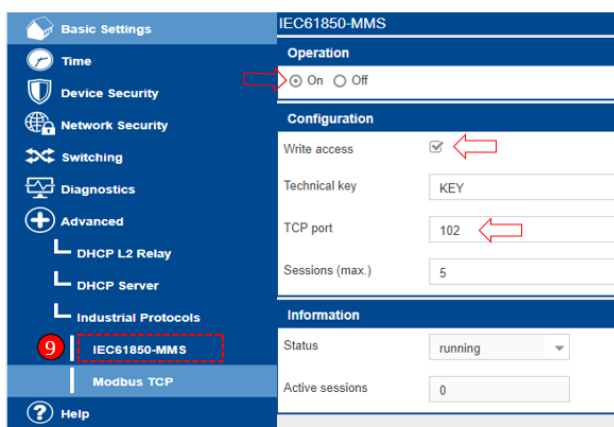 Basic Settings
Time
Device Security
Network Security
Switching
Diagnostics
Advanced
DHCP L2 Relay
DHCP Server
Industrial Protocols
9 IEC61850-MMS
Modbus TCP
Help
IEC61850-MMS
Operation
On Off
Configuration
Write access
Technical key KEY
TCP port 102
Sessions (max.) 5
Information
Status running
Active sessions 0